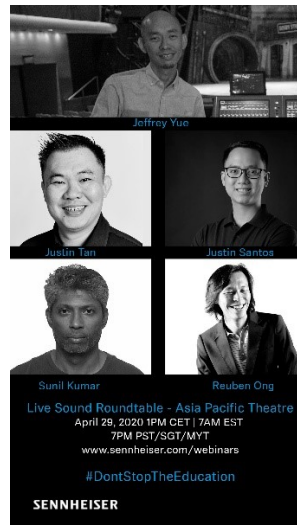 Jeffrey Yue
Justin Tan
Justin Santos
Sunil Kumar
Reuben Ong
Live Sound Roundtable - Asia Pacific Theatre
April 29, 2020 1PM CET | 7AM EST
7PM PST/SGT/MYT
www.sennheiser.com/webinars
#DontStopTheEducation
SENNHEISER